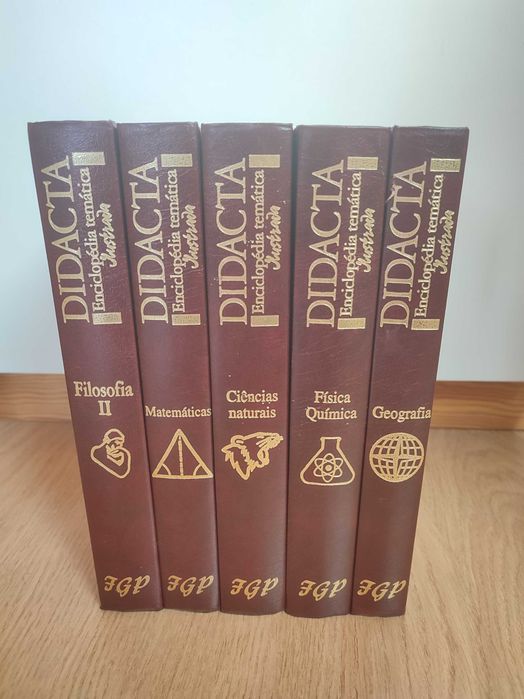 DIDACTA
Enciclopédia temática
ilustrada
Filosofia
II
FGP
DIDACTA
Enciclopédia temática
ilustrada
Matemáticas
FGP
DIDACTA
Enciclopédia temática
ilustrada
Ciências
naturais
FGP
DIDACTA
Enciclopédia temática
ilustrada
Física
Química
FGP
DIDACTA
Enciclopédia temática
ilustrada
Geografia
FGP